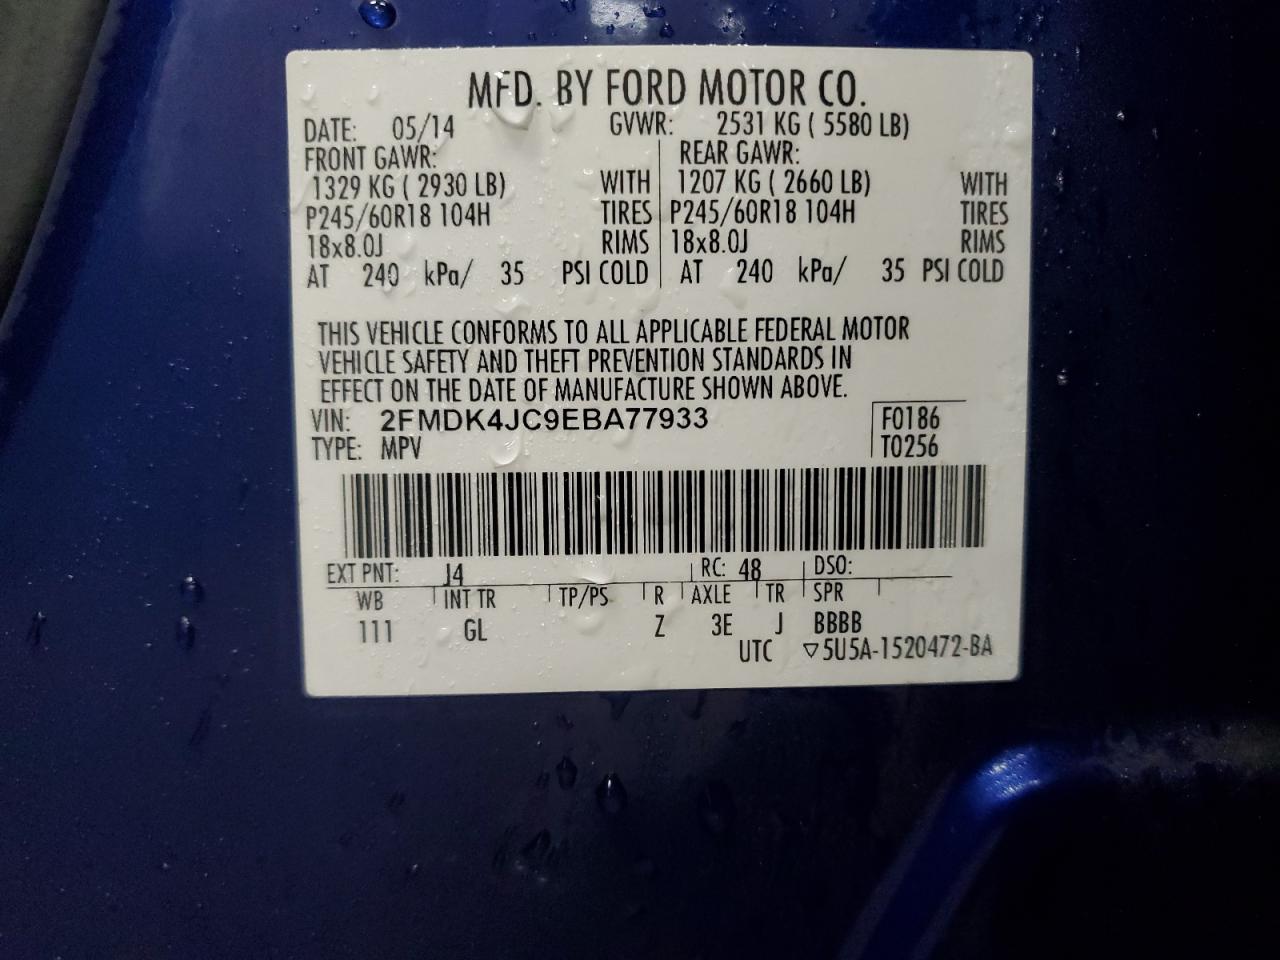 MFD. BY FORD MOTOR CO.
DATE: 05/14 GVWR: 2531 KG ( 5580 LB)
FRONT GAWR: REAR GAWR:
1329 KG ( 2930 LB) WITH 1207 KG ( 2660 LB) WITH
P245/60R18 104H TIRES P245/60R18 104H TIRES
18x8.0J RIMS 18x8.0J RIMS
AT 240 kPa/ 35 PSI COLD AT 240 kPa/ 35 PSI COLD
THIS VEHICLE CONFORMS TO ALL APPLICABLE FEDERAL MOTOR
VEHICLE SAFETY AND THEFT PREVENTION STANDARDS IN
EFFECT ON THE DATE OF MANUFACTURE SHOWN ABOVE.
VIN: 2FMDK4JC9EBA77933 F0186
TYPE: MPV T0256
EXT PNT: J4 RC: 48 DSO:
WB INT TR TP/PS R AXLE TR SPR
111 GL Z 3E J BBBB
UTC ▽5U5A-1520472-BA